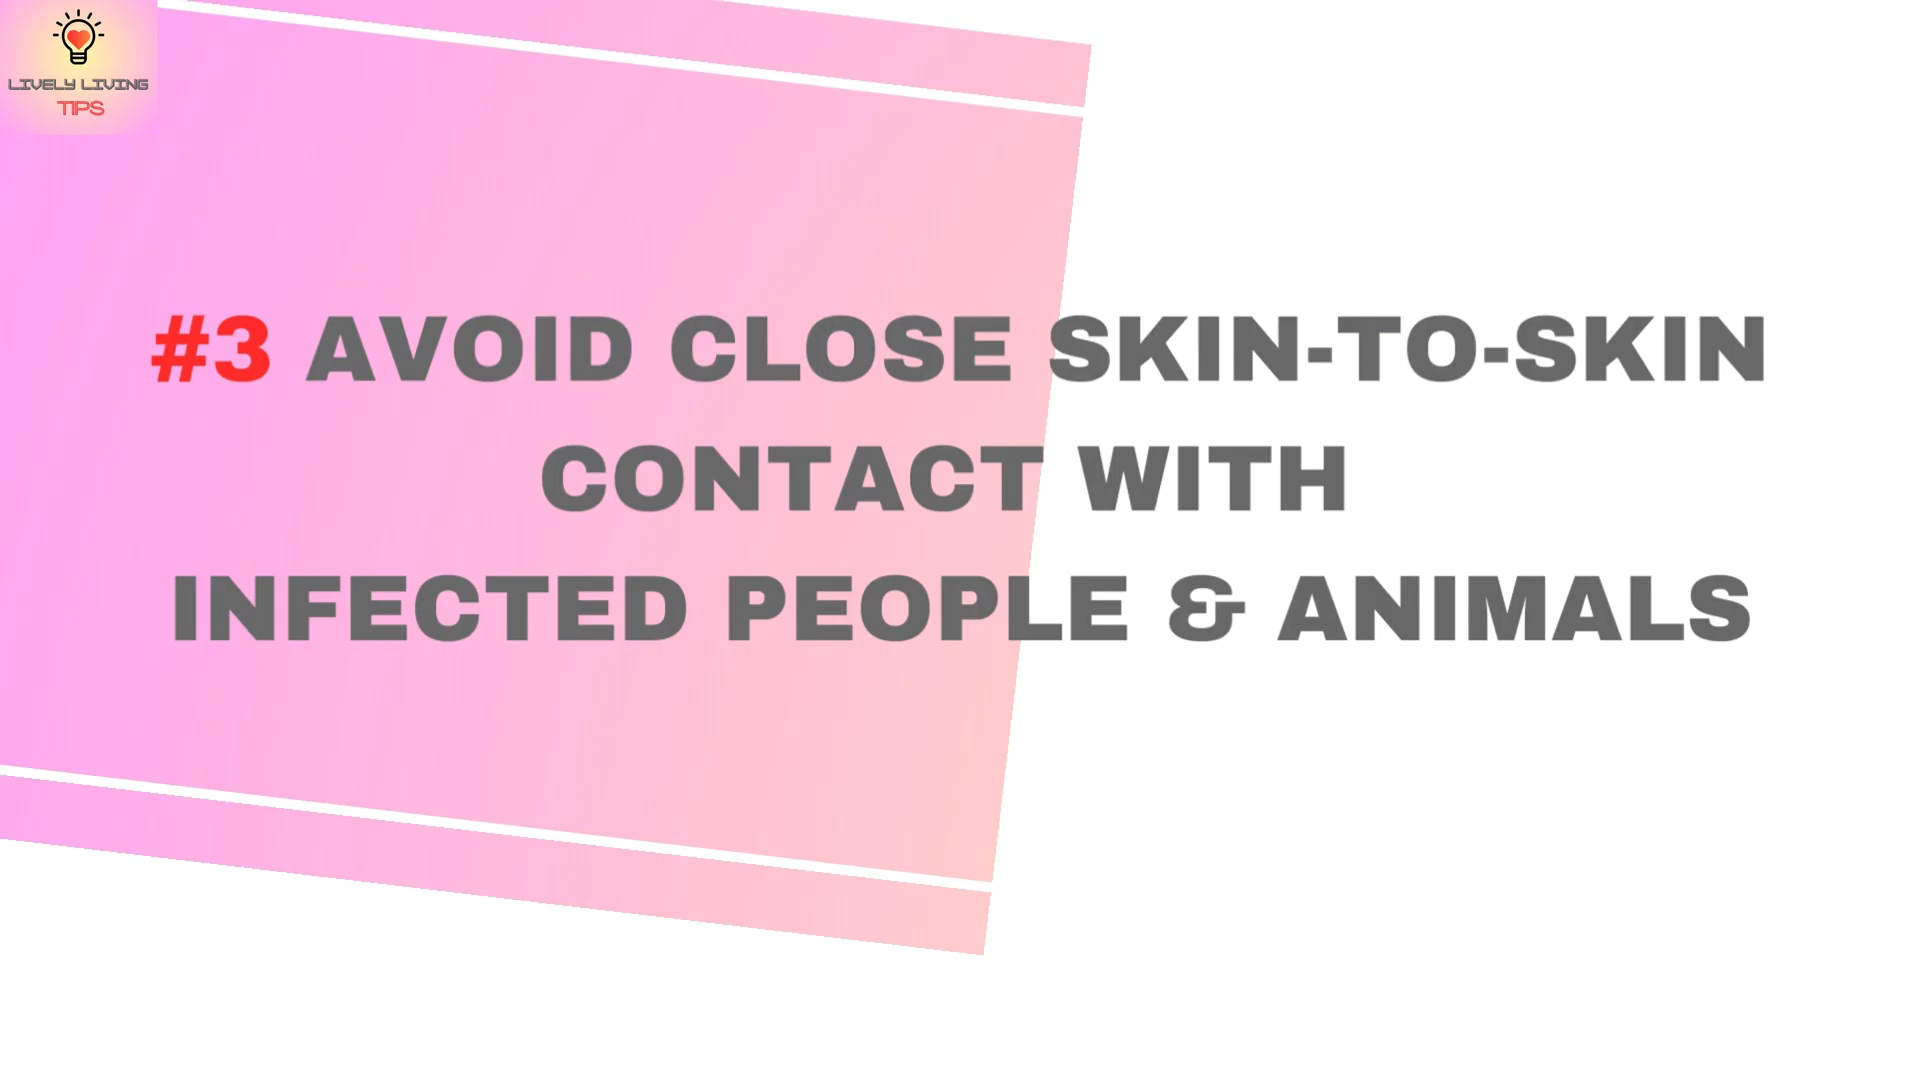 LIVELY LIVING
TIPS
#3 AVOID CLOSE SKIN-TO-SKIN
CONTACT WITH
INFECTED PEOPLE & ANIMALS